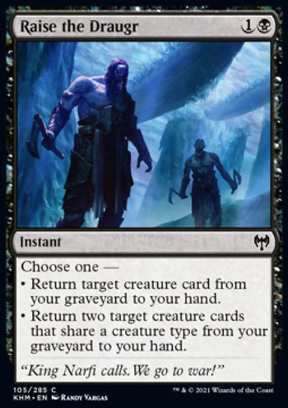 Raise the Draugr 1
Instant
Choose one —
• Return target creature card from
your graveyard to your hand.
• Return two target creature cards
that share a creature type from your
graveyard to your hand.
"King Narfi calls. We go to war!"
105/285 C
KHM • EN RANDY VARGAS
™ & © 2021 Wizards of the Coast